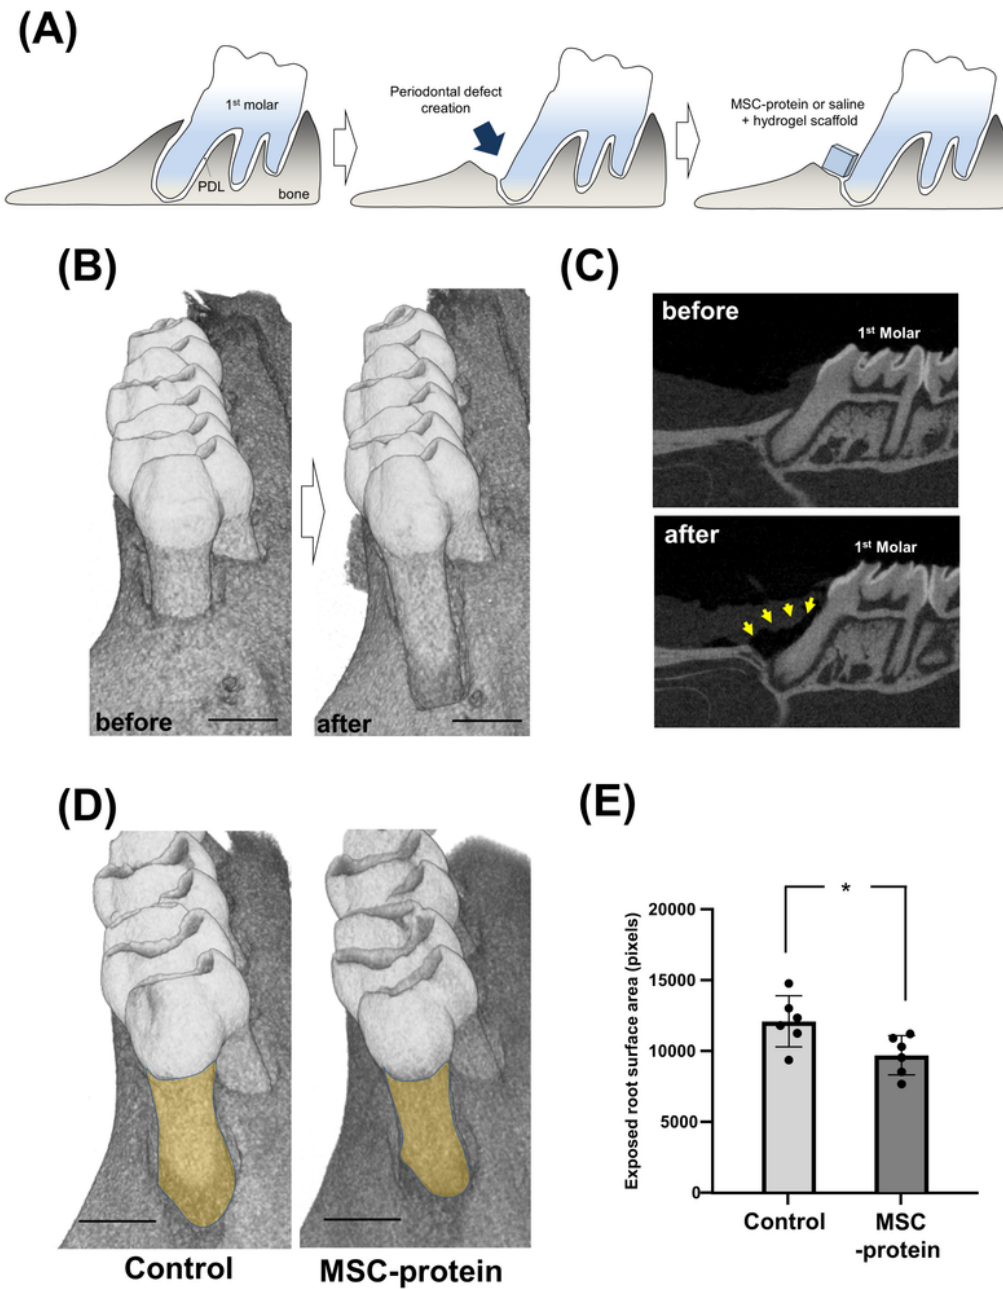 (A)
1st molar
PDL
bone
Periodontal defect
creation
MSC-protein or saline
+ hydrogel scaffold
(B)
before
after
(C)
before
1st Molar
after
1st Molar
(D)
Control
MSC-protein
(E)
Exposed root surface area (pixels)
20000
15000
10000
5000
0
*
Control
MSC
-protein